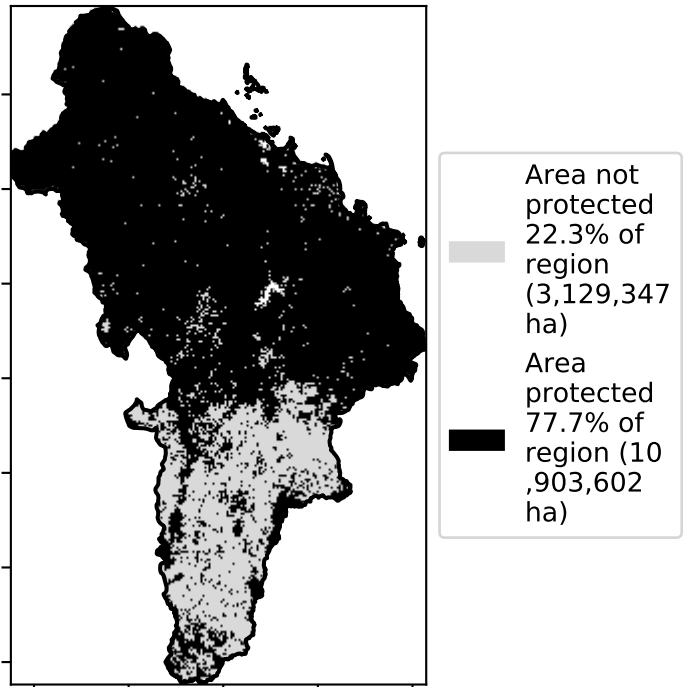 Area not
protected
22.3% of
region
(3,129,347
ha)
Area
protected
77.7% of
region (10
,903,602
ha)